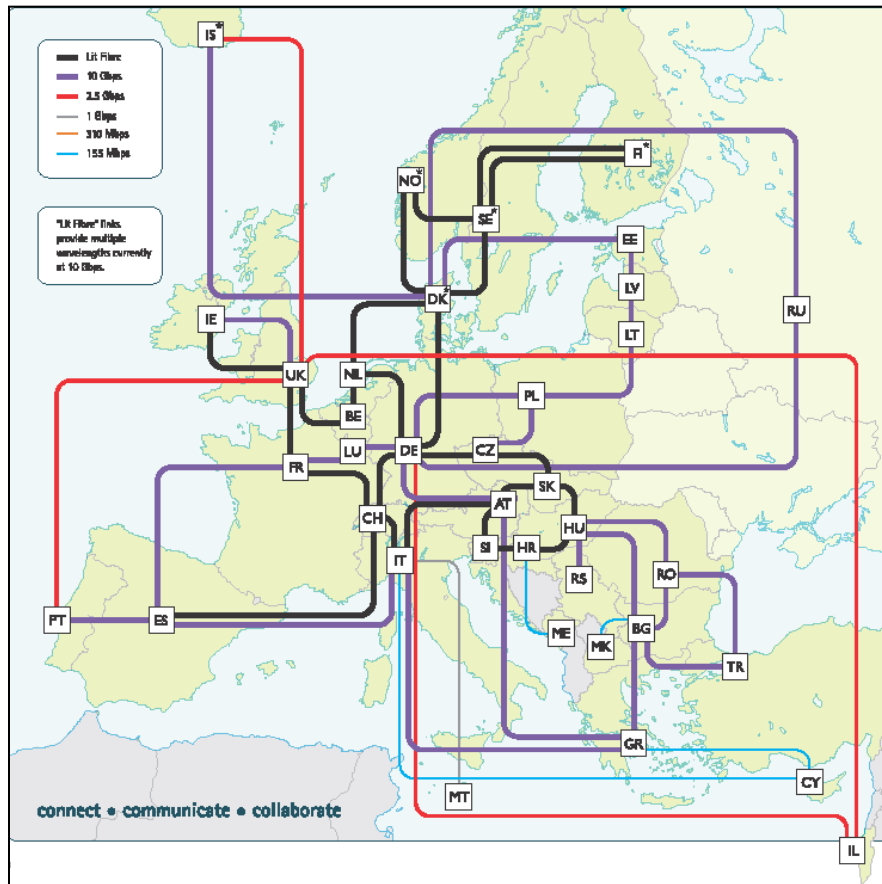 IS*
Lit Fibre
10 Gbps
2.5 Gbps
1 Gbps
310 Mbps
155 Mbps
"Lit Fibre" links
provide multiple
wavelengths currently
at 10 Gbps.
NO*
FI*
SE*
EE
LV
DK*
RU
IE
LT
UK
NL
PL
BE
LU
DE
CZ
FR
SK
CH
AT
HU
IT
SI
HR
RS
RO
PT
ES
ME
MK
BG
TR
GR
CY
MT
connect • communicate • collaborate
IL